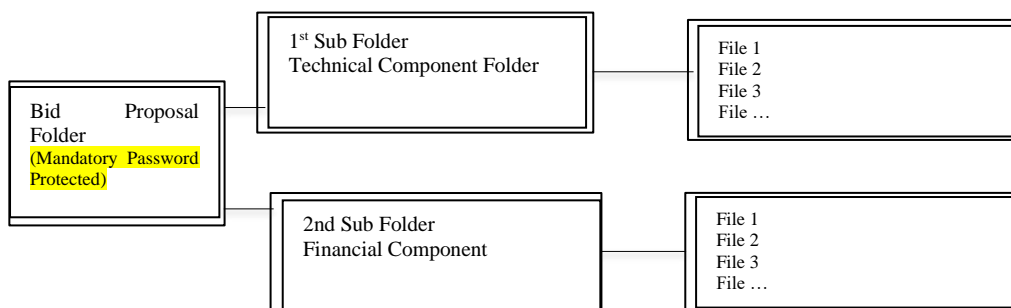 Bid Proposal
Folder
(Mandatory Password
Protected)
1st Sub Folder
Technical Component Folder
File 1
File 2
File 3
File …
2nd Sub Folder
Financial Component
File 1
File 2
File 3
File …